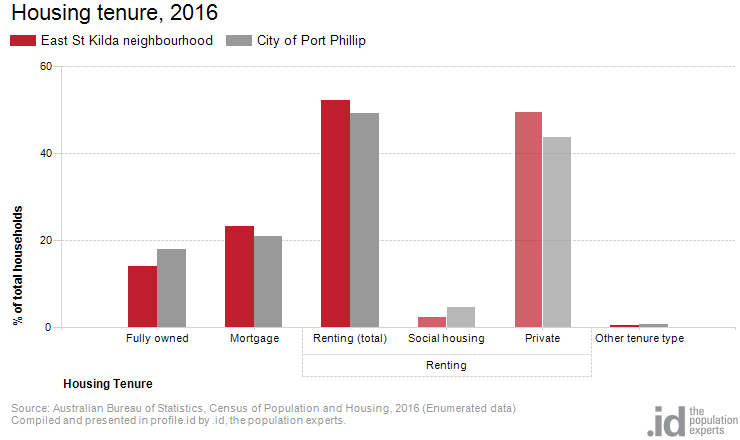 Housing tenure, 2016
East St Kilda neighbourhood City of Port Phillip
60
40
20
0
% of total households
Fully owned Mortgage Renting (total) Social housing Private Other tenure type
Renting
Housing Tenure
Source: Australian Bureau of Statistics, Census of Population and Housing, 2016 (Enumerated data)
Compiled and presented in profile.id by .id, the population experts.
.id the
population
experts